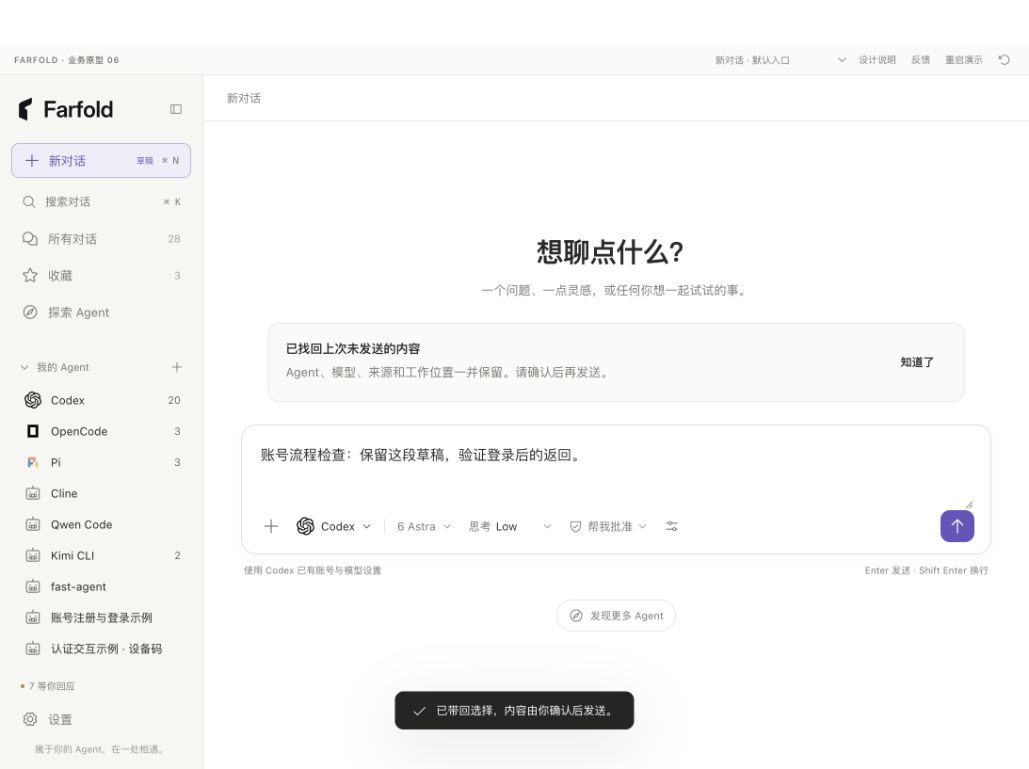 FARFOLD · 业务原型 06
新对话 · 默认入口
设计说明
反馈
重启演示
Farfold
新对话
草稿 ⌘ N
搜索对话
⌘ K
所有对话
28
收藏
3
探索 Agent
我的 Agent
Codex
20
OpenCode
3
Pi
3
Cline
Qwen Code
Kimi CLI
2
fast-agent
账号注册与登录示例
认证交互示例 · 设备码
7 等你回应
设置
属于你的 Agent，在一处相遇。
新对话
想聊点什么?
一个问题、一点灵感，或任何你想一起试试的事。
已找回上次未发送的内容
Agent、模型、来源和工作位置一并保留。请确认后再发送。
知道了
账号流程检查：保留这段草稿，验证登录后的返回。
Codex
6 Astra
思考 Low
帮我批准
使用 Codex 已有账号与模型设置
Enter 发送 · Shift Enter 换行
发现更多 Agent
已带回选择，内容由你确认后发送。